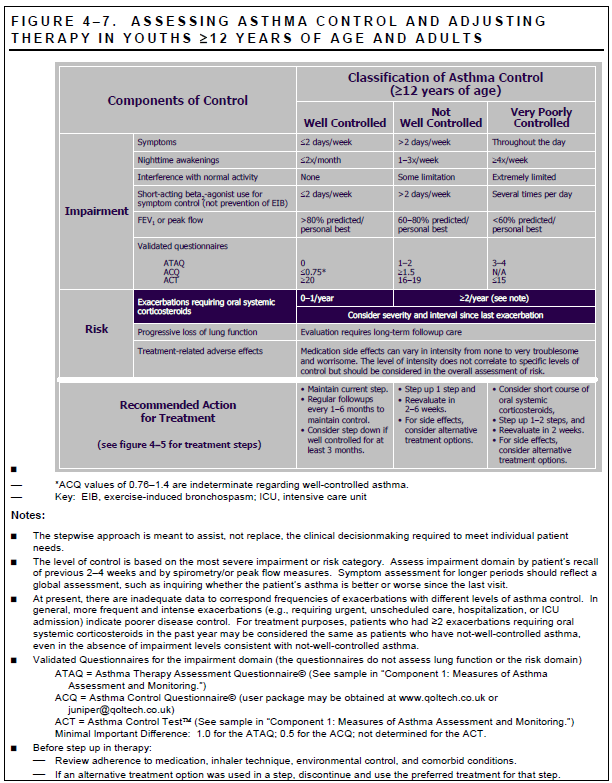 FIGURE 4–7. ASSESSING ASTHMA CONTROL AND ADJUSTING
THERAPY IN YOUTHS ≥12 YEARS OF AGE AND ADULTS
Components of Control
Classification of Asthma Control
(≥12 years of age)
Well Controlled
Not
Well Controlled
Very Poorly
Controlled
Impairment
Symptoms
≤2 days/week
>2 days/week
Throughout the day
Nighttime awakenings
≤2x/month
1–3x/week
≥4x/week
Interference with normal activity
None
Some limitation
Extremely limited
Short-acting beta2-agonist use for
symptom control (not prevention of EIB)
≤2 days/week
>2 days/week
Several times per day
FEV1 or peak flow
>80% predicted/
personal best
60–80% predicted/
personal best
<60% predicted/
personal best
Validated questionnaires
ATAQ
0
1–2
3–4
ACQ
≤0.75*
≥1.5
N/A
ACT
≥20
16–19
≤15
Risk
Exacerbations requiring oral systemic
corticosteroids
0–1/year
≥2/year (see note)
Consider severity and interval since last exacerbation
Progressive loss of lung function
Evaluation requires long-term followup care
Treatment-related adverse effects
Medication side effects can vary in intensity from none to very troublesome
and worrisome. The level of intensity does not correlate to specific levels of
control but should be considered in the overall assessment of risk.
Recommended Action
for Treatment
(see figure 4–5 for treatment steps)
• Maintain current step.
• Regular followups
every 1–6 months to
maintain control.
• Consider step down if
well controlled for at
least 3 months.
• Step up 1 step and
• Reevaluate in
2–6 weeks.
• For side effects,
consider alternative
treatment options.
• Consider short course of
oral systemic
corticosteroids,
• Step up 1–2 steps, and
• Reevaluate in 2 weeks.
• For side effects,
consider alternative
treatment options.
■
— *ACQ values of 0.76–1.4 are indeterminate regarding well-controlled asthma.
— Key: EIB, exercise-induced bronchospasm; ICU, intensive care unit
Notes:
■ The stepwise approach is meant to assist, not replace, the clinical decisionmaking required to meet individual patient
needs.
■ The level of control is based on the most severe impairment or risk category. Assess impairment domain by patient's recall
of previous 2–4 weeks and by spirometry/or peak flow measures. Symptom assessment for longer periods should reflect a
global assessment, such as inquiring whether the patient's asthma is better or worse since the last visit.
■ At present, there are inadequate data to correspond frequencies of exacerbations with different levels of asthma control. In
general, more frequent and intense exacerbations (e.g., requiring urgent, unscheduled care, hospitalization, or ICU
admission) indicate poorer disease control. For treatment purposes, patients who had ≥2 exacerbations requiring oral
systemic corticosteroids in the past year may be considered the same as patients who have not-well-controlled asthma,
even in the absence of impairment levels consistent with not-well-controlled asthma.
■ Validated Questionnaires for the impairment domain (the questionnaires do not assess lung function or the risk domain)
ATAQ = Asthma Therapy Assessment Questionnaire© (See sample in “Component 1: Measures of Asthma
Assessment and Monitoring.”)
ACQ = Asthma Control Questionnaire© (user package may be obtained at www.qoltech.co.uk or
juniper@qoltech.co.uk)
ACT = Asthma Control Test™ (See sample in “Component 1: Measures of Asthma Assessment and Monitoring.”)
Minimal Important Difference: 1.0 for the ATAQ; 0.5 for the ACQ; not determined for the ACT.
■ Before step up in therapy:
— Review adherence to medication, inhaler technique, environmental control, and comorbid conditions.
— If an alternative treatment option was used in a step, discontinue and use the preferred treatment for that step.